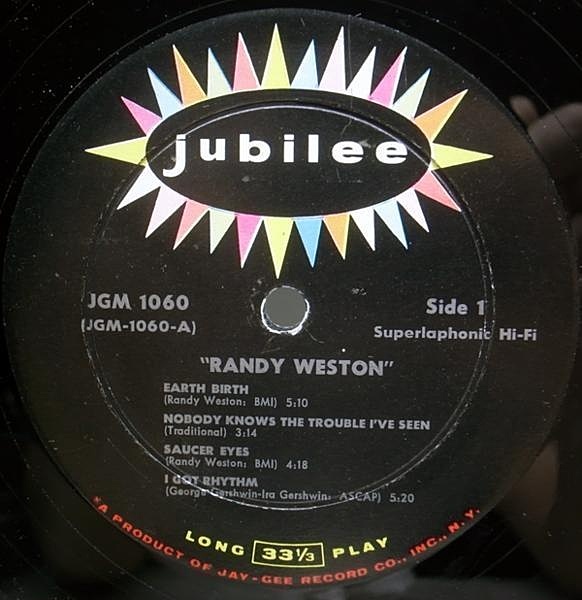 jubilee
JGM 1060
(JGM-1060-A)
Side 1
Superlaphonic Hi-Fi
"RANDY WESTON"
EARTH BIRTH
(Randy Weston: BMI) 5:10
NOBODY KNOWS THE TROUBLE I'VE SEEN
(Traditional) 3:14
SAUCER EYES
(Randy Weston: BMI) 4:18
I GOT RHYTHM
(George Gershwin-Ira Gershwin: ASCAP) 5:20
LONG 33⅓ PLAY
*A PRODUCT OF JAY-GEE RECORD CO., INC., N. Y.